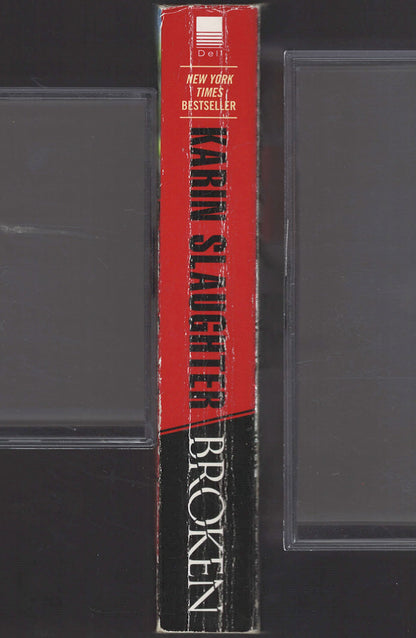 Dell
NEW YORK
TIMES
BESTSELLER
KARIN SLAUGHTER
BROKEN